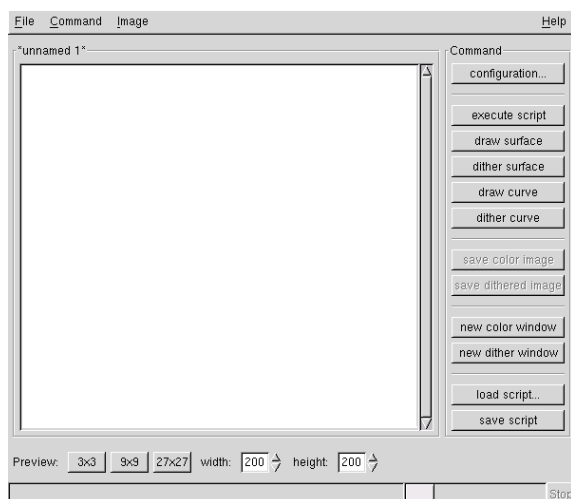 File Command Image Help
*unnamed 1*
Command
configuration...
execute script
draw surface
dither surface
draw curve
dither curve
save color image
save dithered image
new color window
new dither window
load script...
save script
Preview: 3x3 9x9 27x27 width: 200 height: 200
Stop